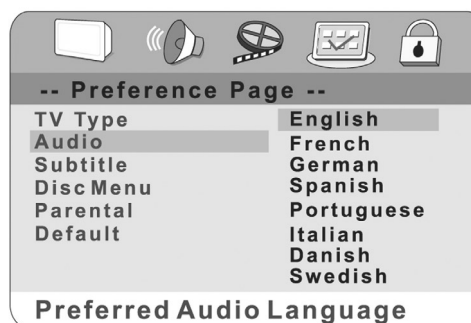 -- Preference Page --
TV Type
Audio
Subtitle
Disc Menu
Parental
Default
English
French
German
Spanish
Portuguese
Italian
Danish
Swedish
Preferred Audio Language